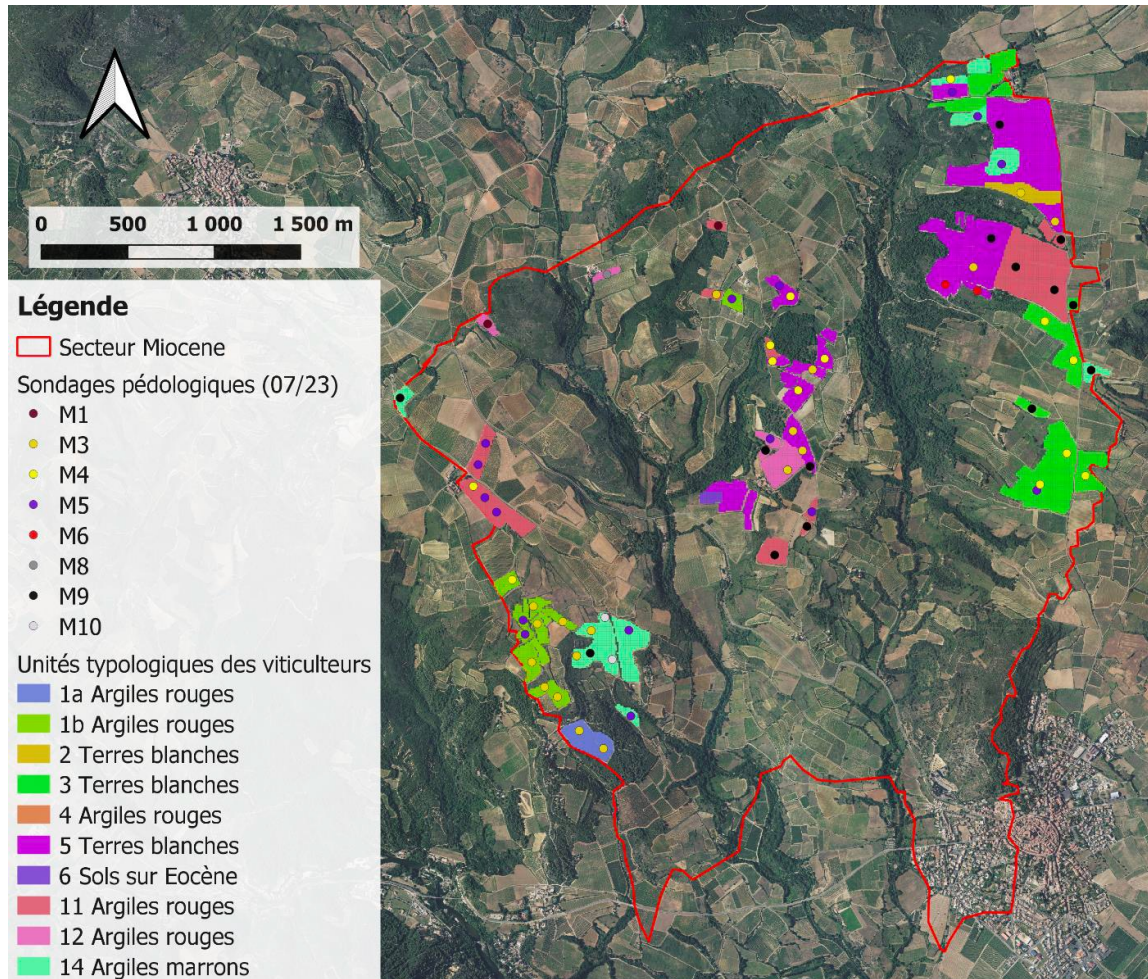 0 500 1 000 1 500 m
Légende
Secteur Miocene
Sondages pédologiques (07/23)
M1
M3
M4
M5
M6
M8
M9
M10
Unités typologiques des viticulteurs
1a Argiles rouges
1b Argiles rouges
2 Terres blanches
3 Terres blanches
4 Argiles rouges
5 Terres blanches
6 Sols sur Eocène
11 Argiles rouges
12 Argiles rouges
14 Argiles marrons